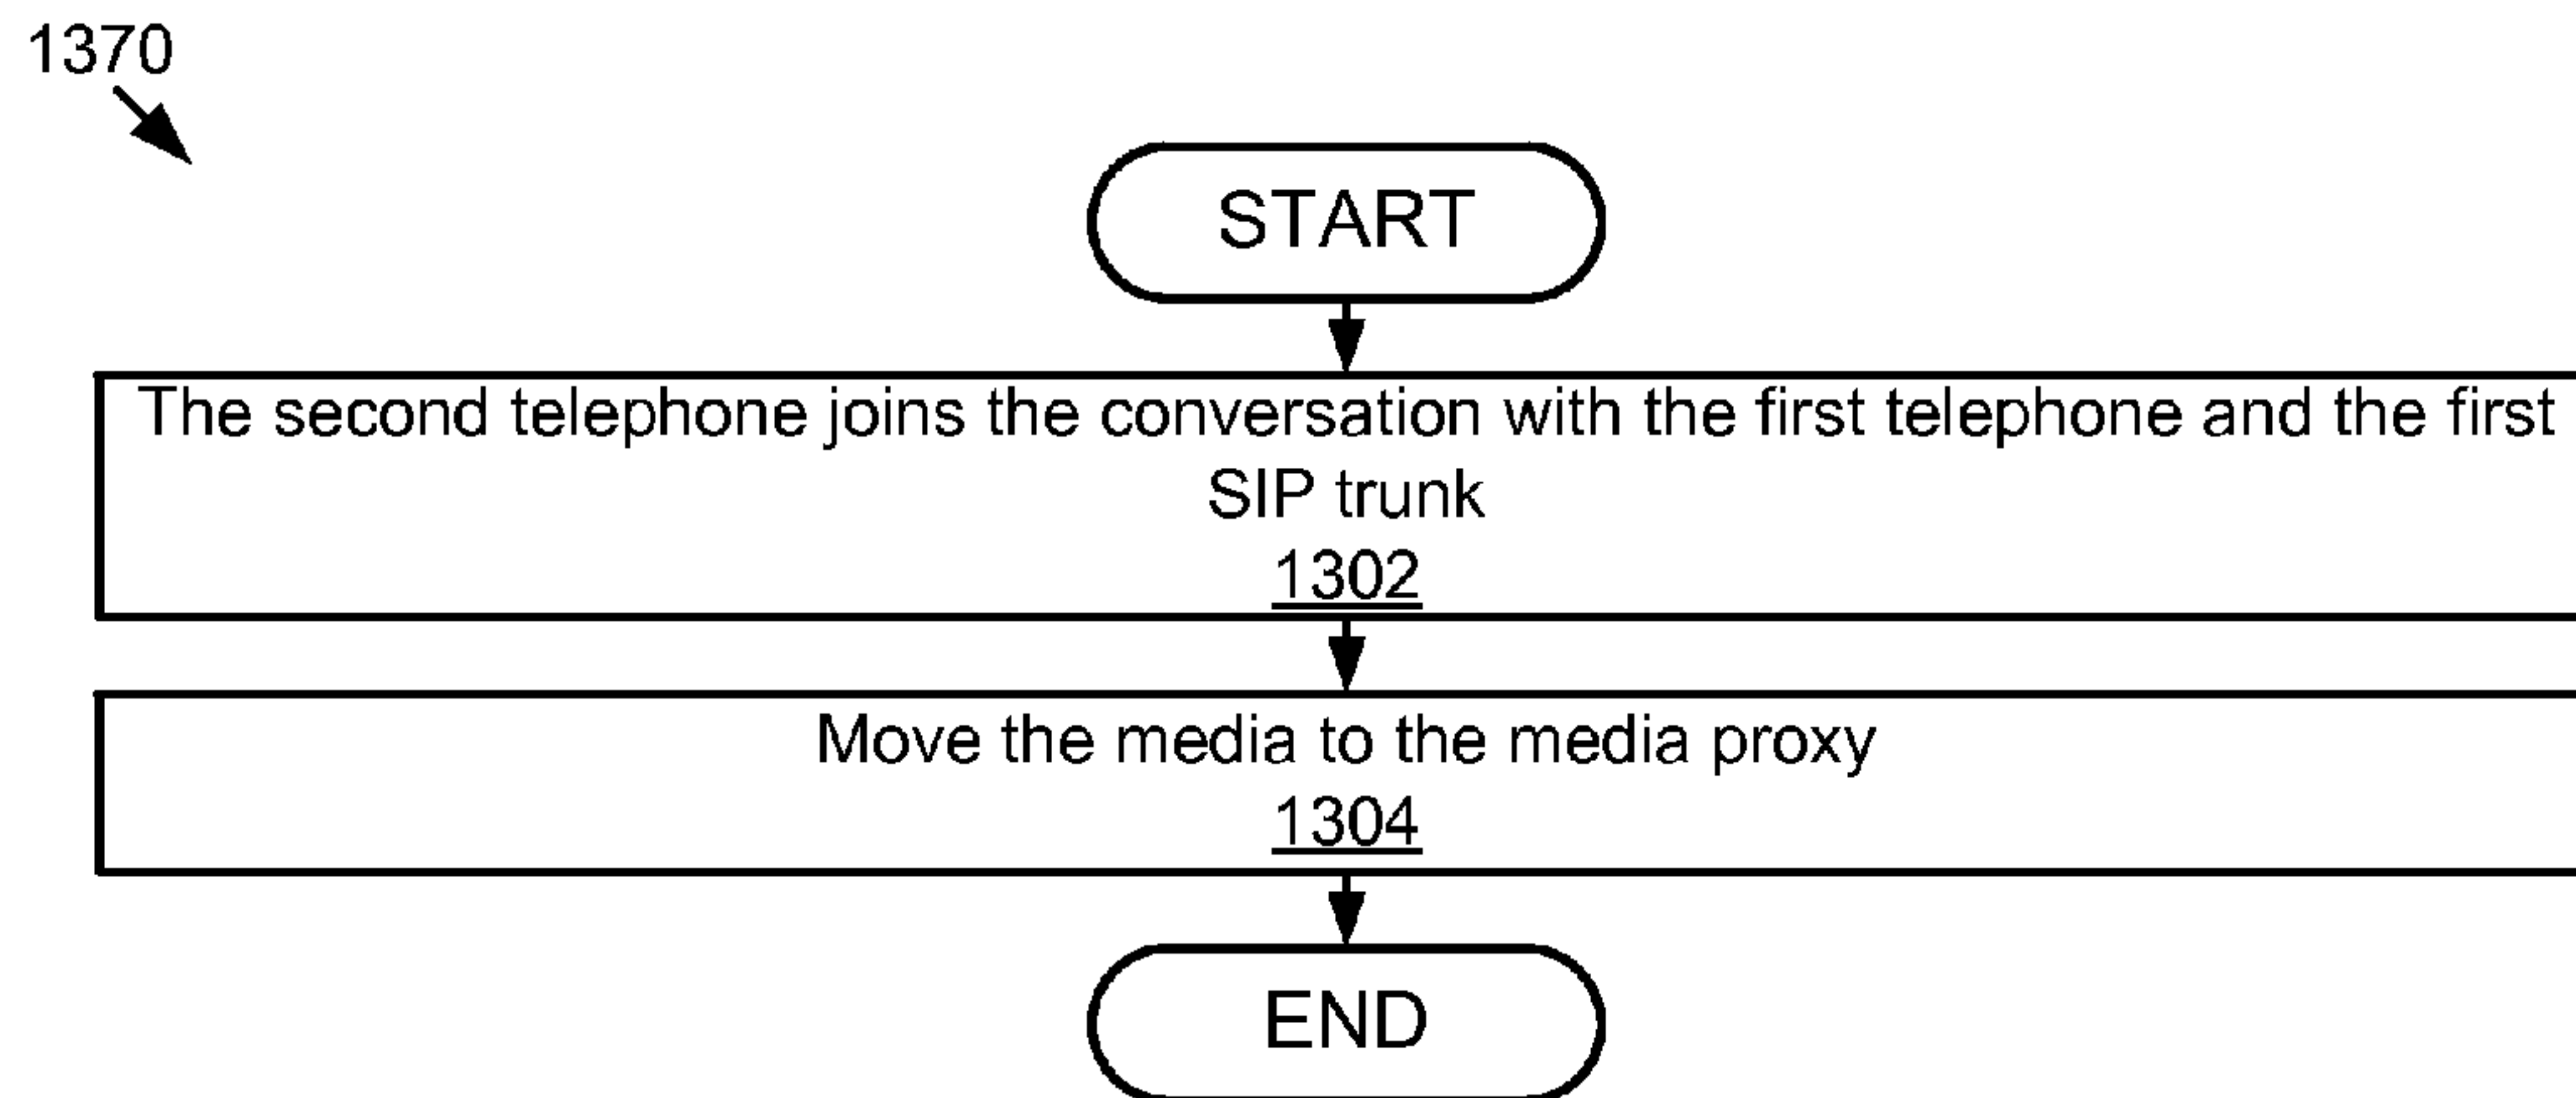 1370
START
The second telephone joins the conversation with the first telephone and the first
SIP trunk
1302
Move the media to the media proxy
1304
END